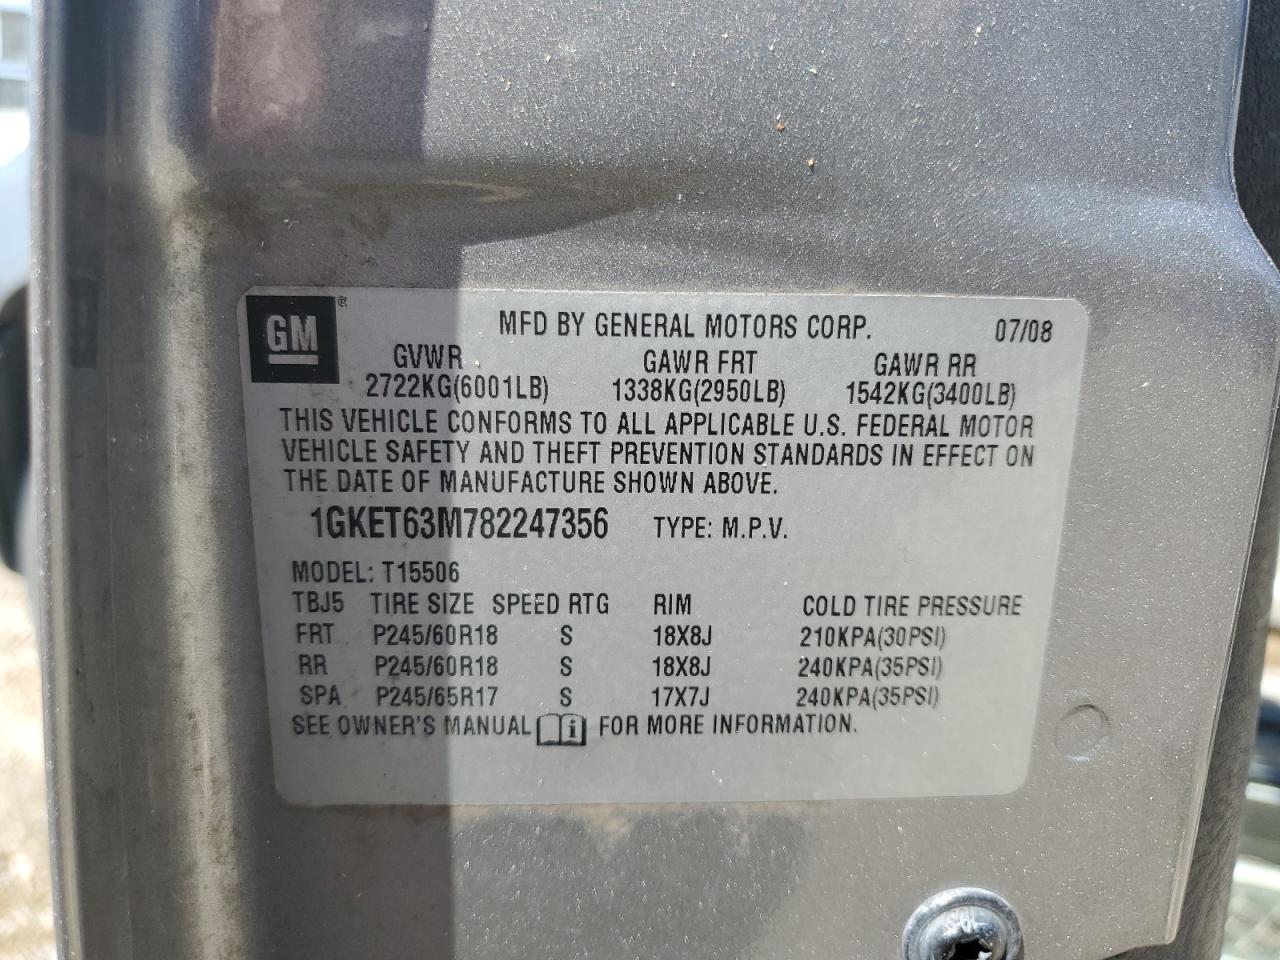 GM ®
MFD BY GENERAL MOTORS CORP. 07/08
GVWR GAWR FRT GAWR RR
2722KG(6001LB) 1338KG(2950LB) 1542KG(3400LB)
THIS VEHICLE CONFORMS TO ALL APPLICABLE U.S. FEDERAL MOTOR
VEHICLE SAFETY AND THEFT PREVENTION STANDARDS IN EFFECT ON
THE DATE OF MANUFACTURE SHOWN ABOVE.
1GKET63M782247356 TYPE: M.P.V.
MODEL: T15506
TBJ5 TIRE SIZE SPEED RTG RIM COLD TIRE PRESSURE
FRT P245/60R18 S 18X8J 210KPA(30PSI)
RR P245/60R18 S 18X8J 240KPA(35PSI)
SPA P245/65R17 S 17X7J 240KPA(35PSI)
SEE OWNER'S MANUAL i FOR MORE INFORMATION.